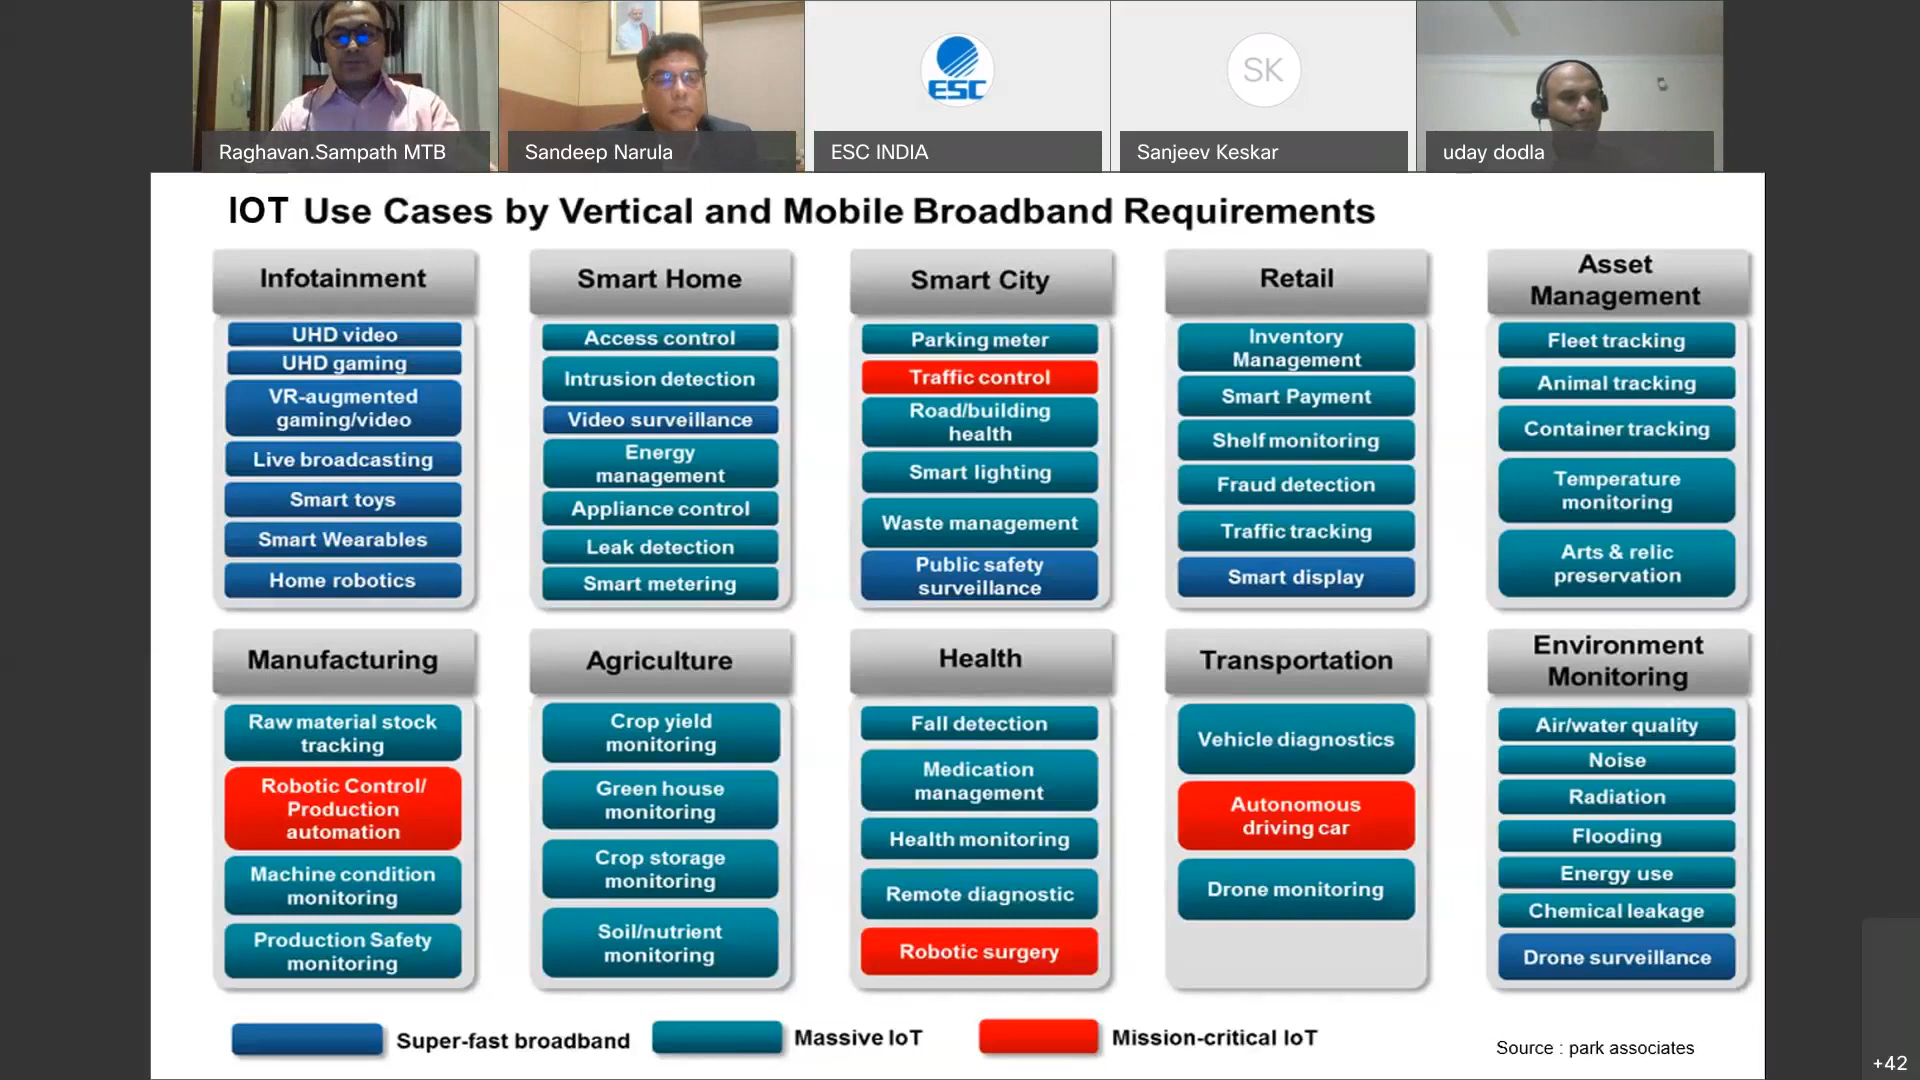 Raghavan.Sampath MTB
Sandeep Narula
ESC
ESC INDIA
SK
Sanjeev Keskar
uday dodla
IOT Use Cases by Vertical and Mobile Broadband Requirements
Infotainment
UHD video
UHD gaming
VR-augmented
gaming/video
Live broadcasting
Smart toys
Smart Wearables
Home robotics
Smart Home
Access control
Intrusion detection
Video surveillance
Energy
management
Appliance control
Leak detection
Smart metering
Smart City
Parking meter
Traffic control
Road/building
health
Smart lighting
Waste management
Public safety
surveillance
Retail
Inventory
Management
Smart Payment
Shelf monitoring
Fraud detection
Traffic tracking
Smart display
Asset
Management
Fleet tracking
Animal tracking
Container tracking
Temperature
monitoring
Arts & relic
preservation
Manufacturing
Raw material stock
tracking
Robotic Control/
Production
automation
Machine condition
monitoring
Production Safety
monitoring
Agriculture
Crop yield
monitoring
Green house
monitoring
Crop storage
monitoring
Soil/nutrient
monitoring
Health
Fall detection
Medication
management
Health monitoring
Remote diagnostic
Robotic surgery
Transportation
Vehicle diagnostics
Autonomous
driving car
Drone monitoring
Environment
Monitoring
Air/water quality
Noise
Radiation
Flooding
Energy use
Chemical leakage
Drone surveillance
Super-fast broadband
Massive IoT
Mission-critical IoT
Source : park associates
+42